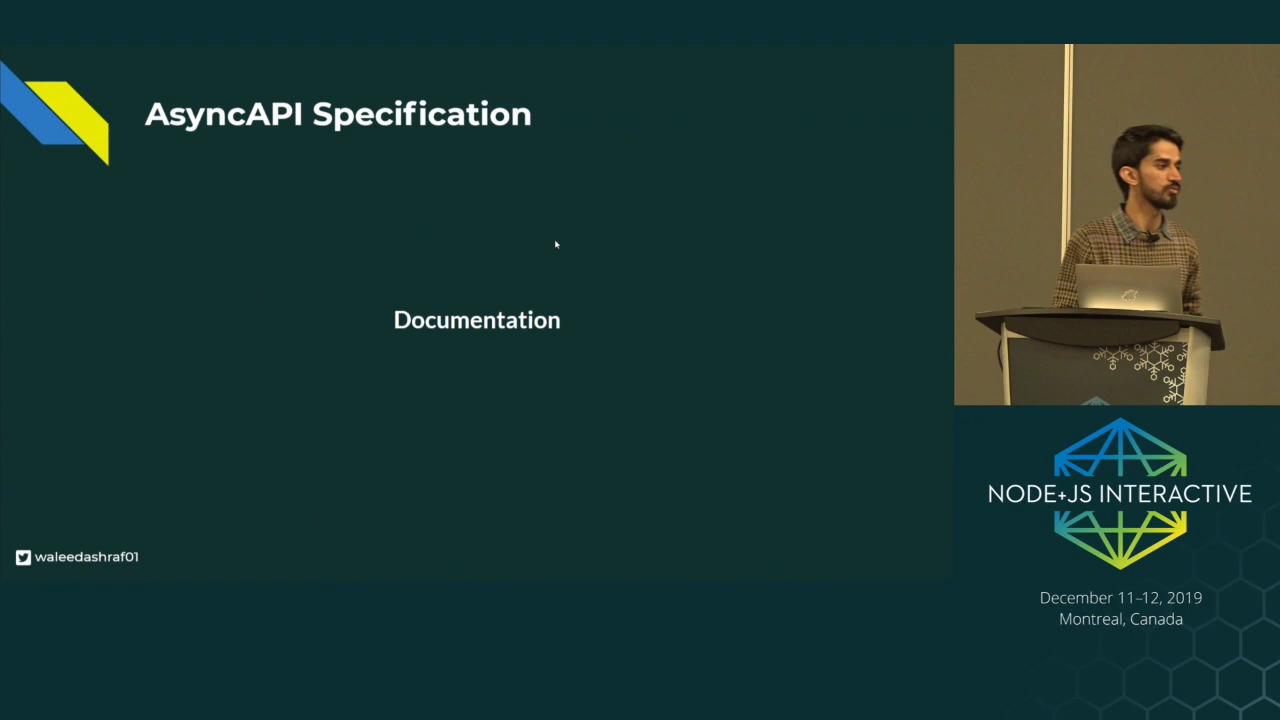 AsyncAPI Specification
Documentation
waleedashraf01
NODE+JS INTERACTIVE
December 11–12, 2019
Montreal, Canada